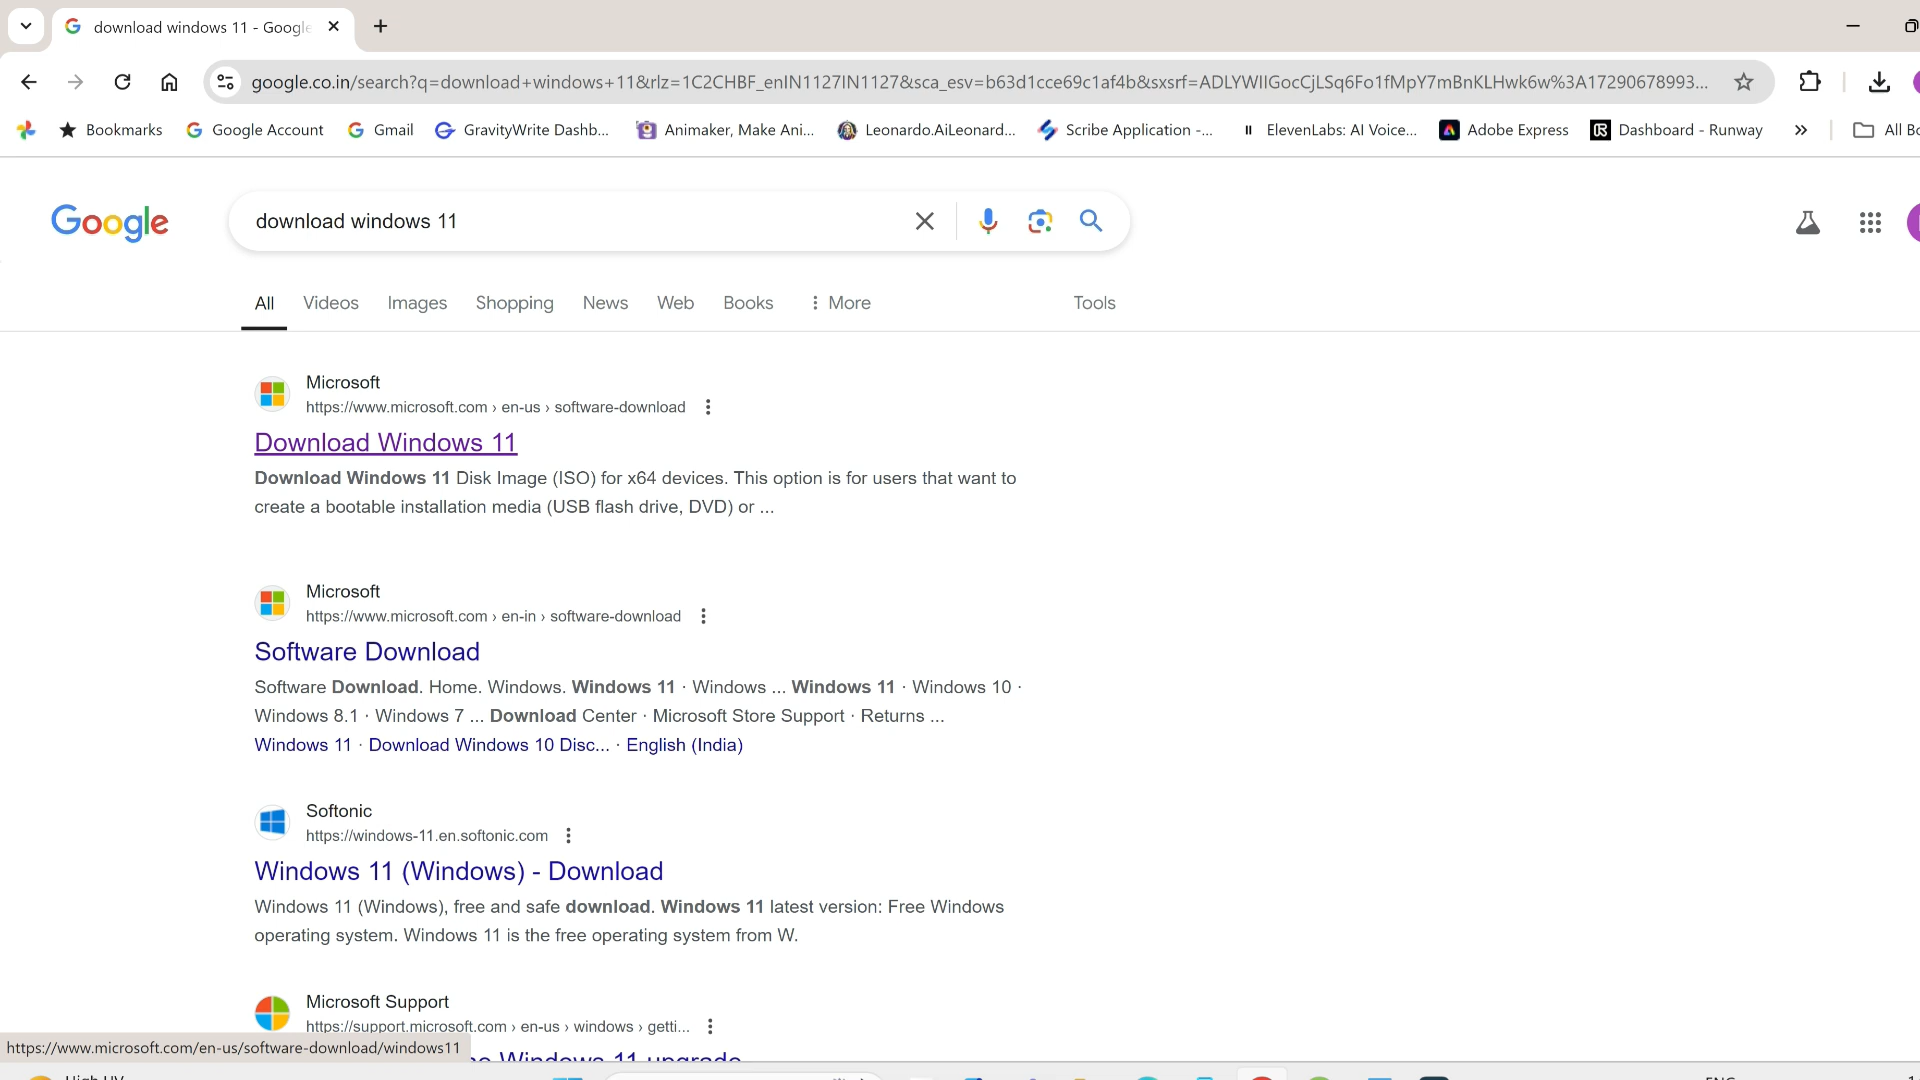 download windows 11 - Google
google.co.in/search?q=download+windows+11&rlz=1C2CHBF_enIN1127IN1127&sca_esv=b63d1cce69c1af4b&sxsrf=ADLYWIIGocCjLSq6Fo1fMpY7mBnKLHwk6w%3A17290678993...
Bookmarks Google Account Gmail GravityWrite Dashb... Animaker, Make Ani... Leonardo.AiLeonard... Scribe Application -... ElevenLabs: AI Voice... Adobe Express Dashboard - Runway » All Bo
Google download windows 11
All Videos Images Shopping News Web Books More Tools
Microsoft
https://www.microsoft.com › en-us › software-download
Download Windows 11
Download Windows 11 Disk Image (ISO) for x64 devices. This option is for users that want to
create a bootable installation media (USB flash drive, DVD) or ...
Microsoft
https://www.microsoft.com › en-in › software-download
Software Download
Software Download. Home. Windows. Windows 11 · Windows ... Windows 11 · Windows 10 ·
Windows 8.1 · Windows 7 ... Download Center · Microsoft Store Support · Returns ...
Windows 11 · Download Windows 10 Disc... · English (India)
Softonic
https://windows-11.en.softonic.com
Windows 11 (Windows) - Download
Windows 11 (Windows), free and safe download. Windows 11 latest version: Free Windows
operating system. Windows 11 is the free operating system from W.
Microsoft Support
https://support.microsoft.com › en-us › windows › getti...
https://www.microsoft.com/en-us/software-download/windows11
Windows 11 upgrade
High UV
ENG